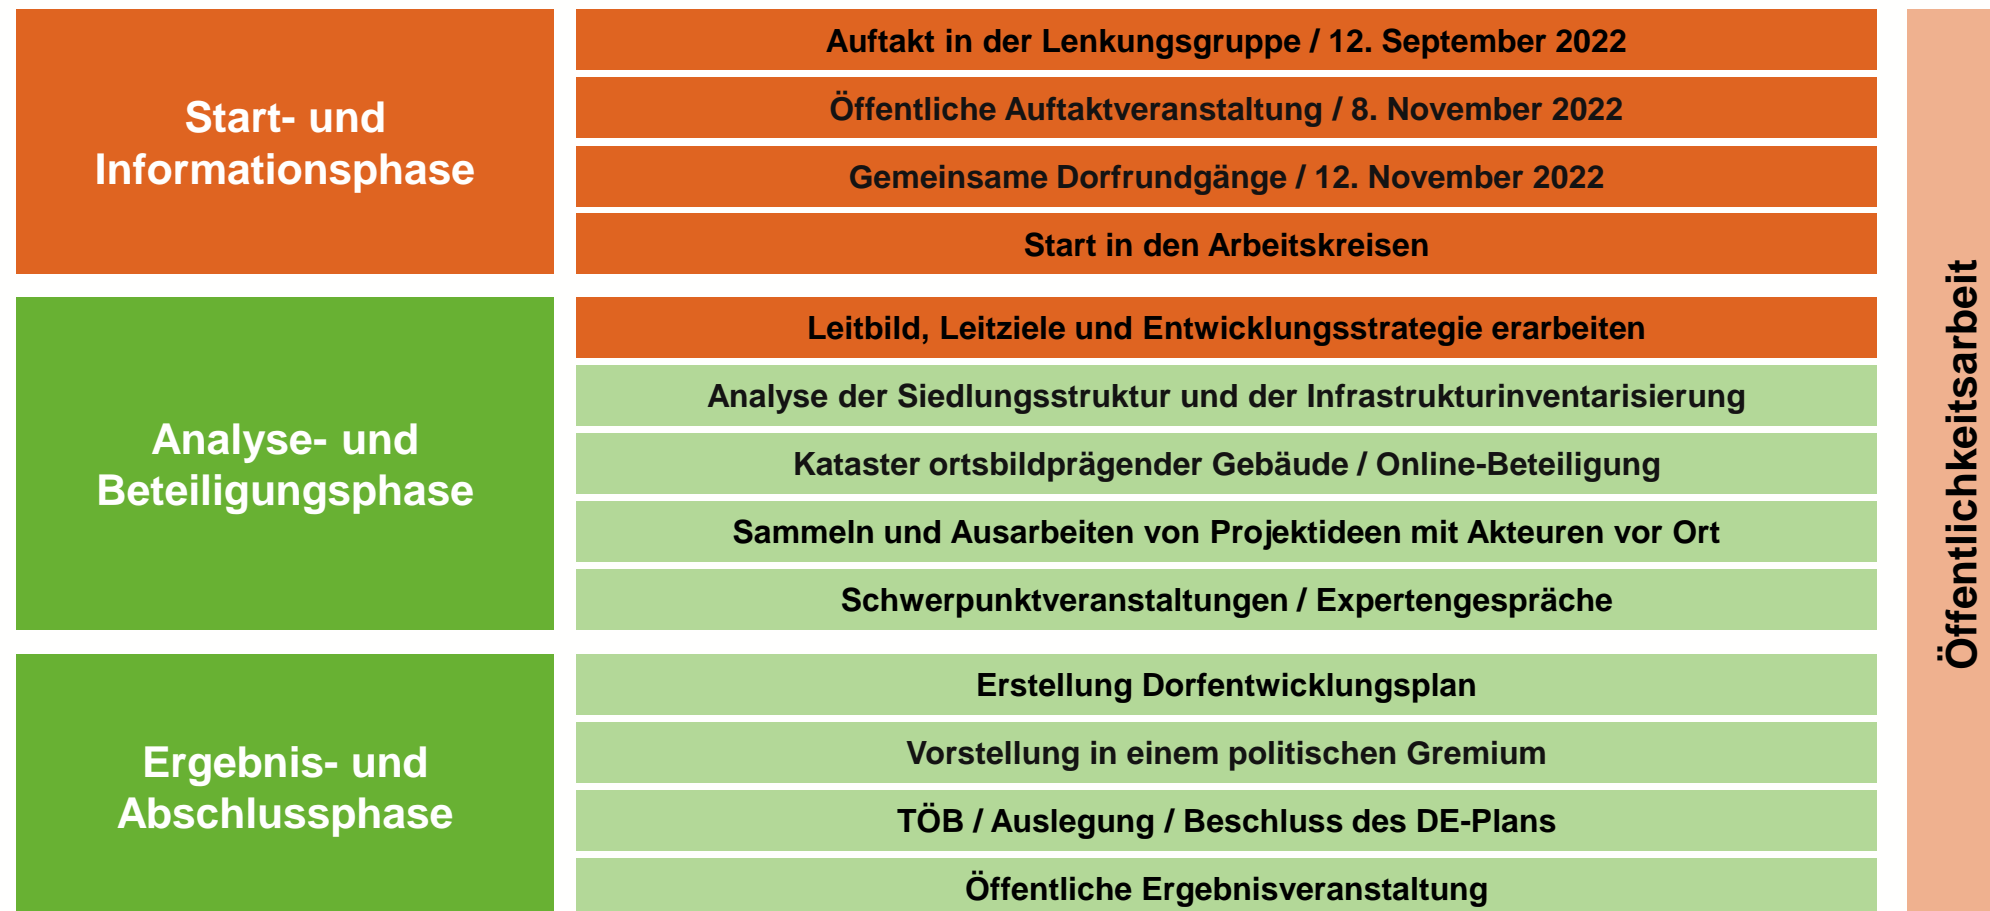 Start- und
Informationsphase
Auftakt in der Lenkungsgruppe / 12. September 2022
Öffentliche Auftaktveranstaltung / 8. November 2022
Gemeinsame Dorfrundgänge / 12. November 2022
Start in den Arbeitskreisen
Analyse- und
Beteiligungsphase
Leitbild, Leitziele und Entwicklungsstrategie erarbeiten
Analyse der Siedlungsstruktur und der Infrastrukturinventarisierung
Kataster ortsbildprägender Gebäude / Online-Beteiligung
Sammeln und Ausarbeiten von Projektideen mit Akteuren vor Ort
Schwerpunktveranstaltungen / Expertengespräche
Ergebnis- und
Abschlussphase
Erstellung Dorfentwicklungsplan
Vorstellung in einem politischen Gremium
TÖB / Auslegung / Beschluss des DE-Plans
Öffentliche Ergebnisveranstaltung
Öffentlichkeitsarbeit